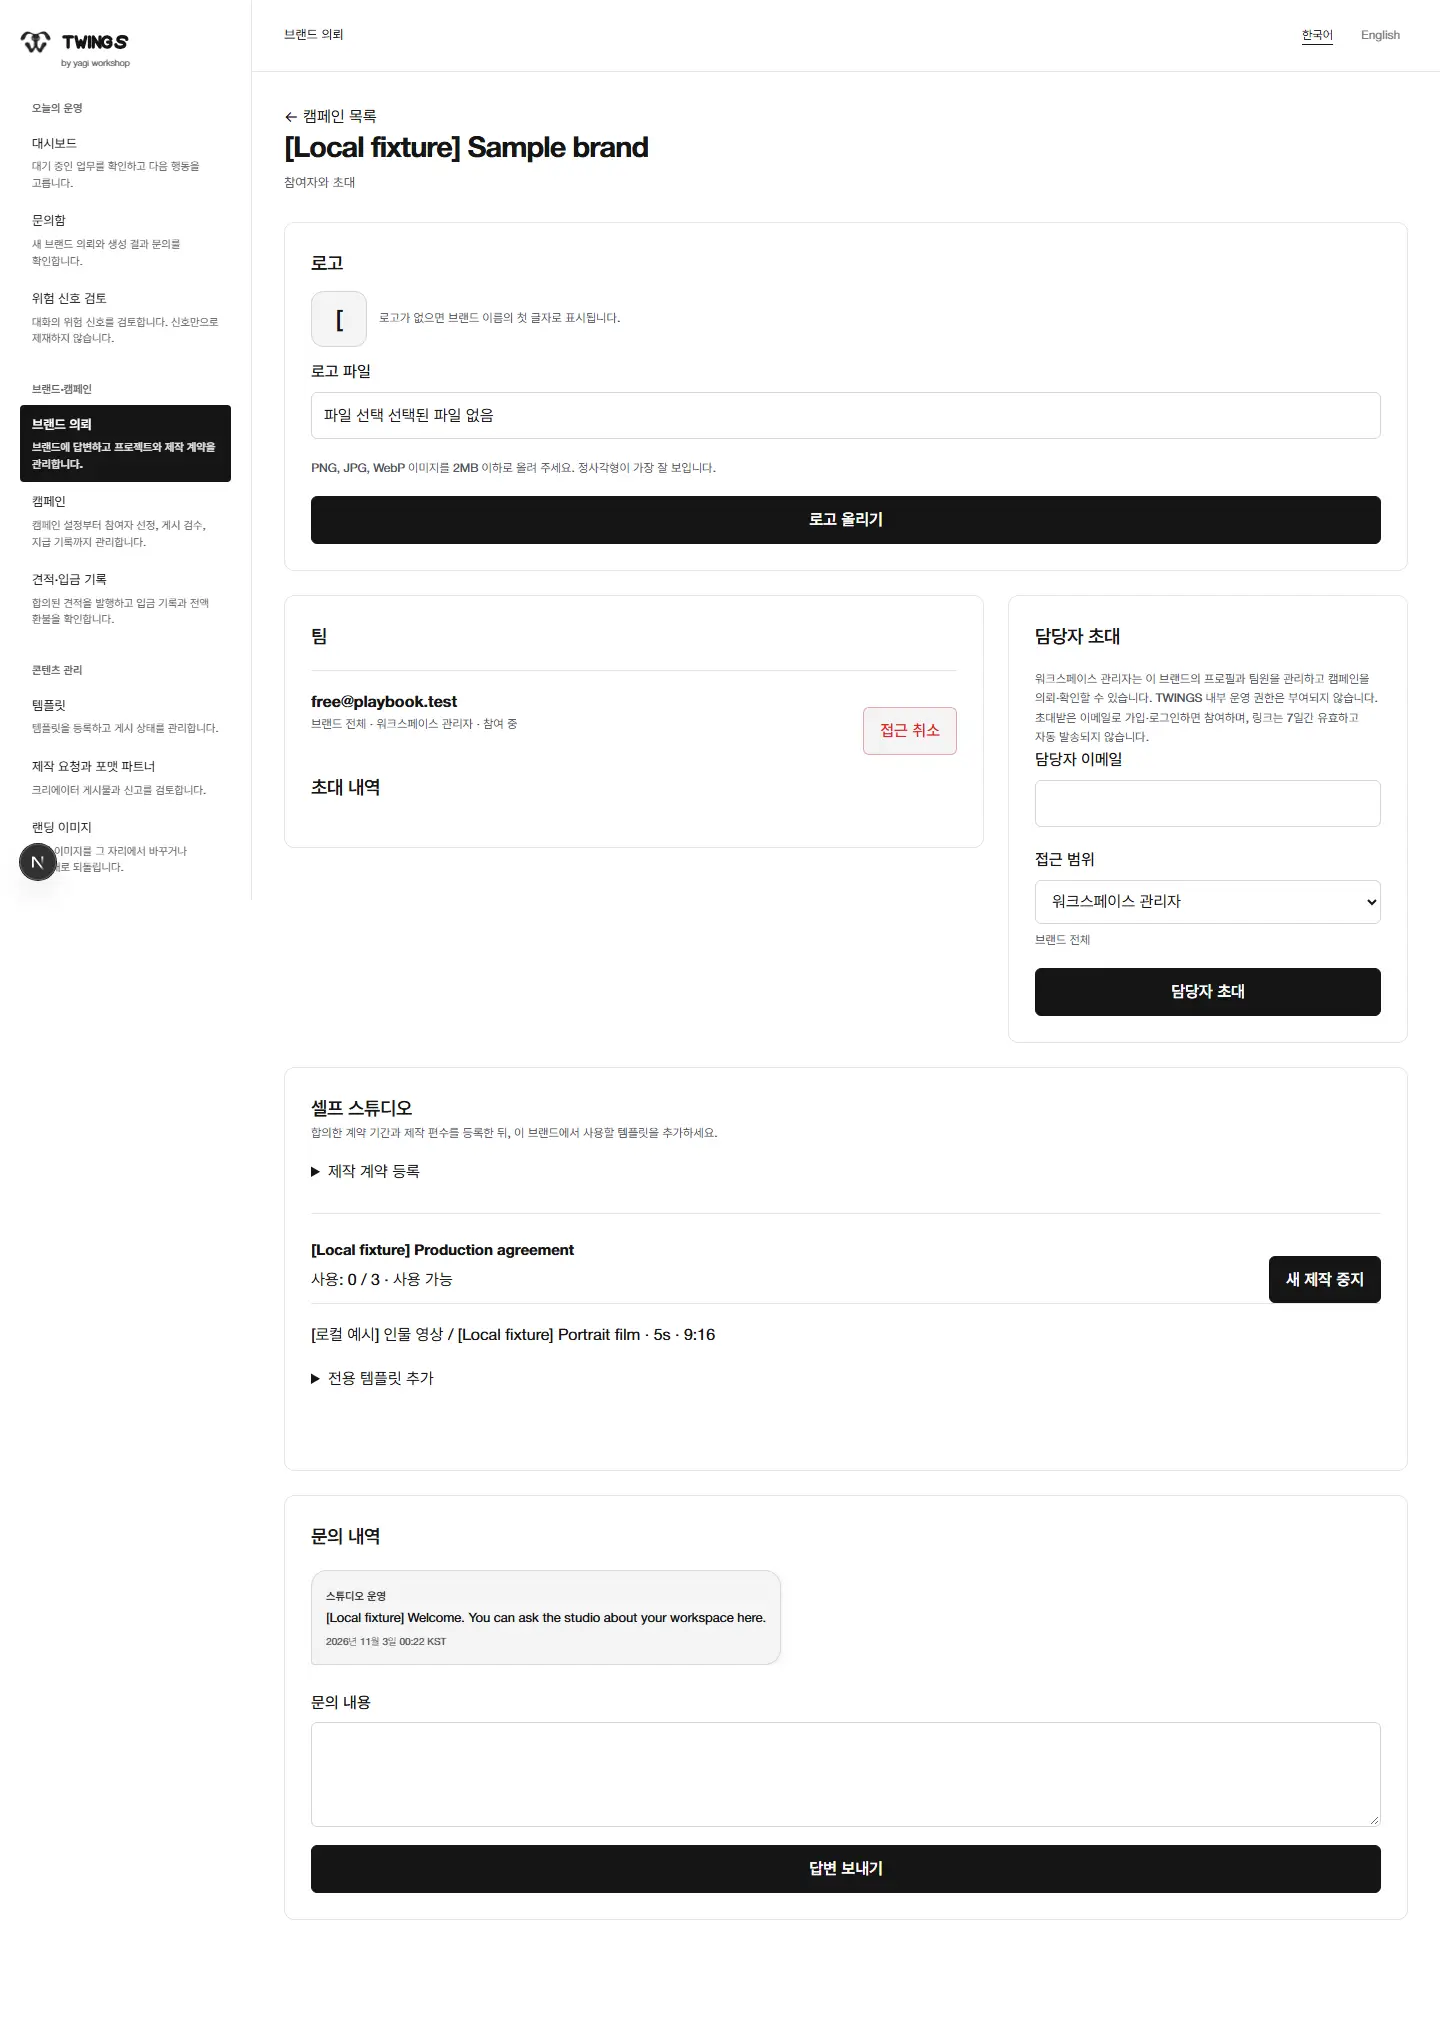 TWINGS
by yagi workshop
오늘의 운영
대시보드
대기 중인 업무를 확인하고 다음 행동을
고릅니다.
문의함
새 브랜드 의뢰와 생성 결과 문의를
확인합니다.
위험 신호 검토
대화의 위험 신호를 검토합니다. 신호만으로
제재하지 않습니다.
브랜드·캠페인
브랜드 의뢰
브랜드에 답변하고 프로젝트와 제작 계약을
관리합니다.
캠페인
캠페인 설정부터 참여자 선정, 게시 검수,
지급 기록까지 관리합니다.
견적·입금 기록
합의된 견적을 발행하고 입금 기록과 전액
환불을 확인합니다.
콘텐츠 관리
템플릿
템플릿을 등록하고 게시 상태를 관리합니다.
제작 요청과 포맷 파트너
크리에이터 게시물과 신고를 검토합니다.
랜딩 이미지
이미지를 그 자리에서 바꾸거나
로 되돌립니다.
N
브랜드 의뢰
한국어
English
← 캠페인 목록
[Local fixture] Sample brand
참여자와 초대
로고
[
로고가 없으면 브랜드 이름의 첫 글자로 표시됩니다.
로고 파일
파일 선택 선택된 파일 없음
PNG, JPG, WebP 이미지를 2MB 이하로 올려 주세요. 정사각형이 가장 잘 보입니다.
로고 올리기
팀
free@playbook.test
브랜드 전체 · 워크스페이스 관리자 · 참여 중
접근 취소
초대 내역
담당자 초대
워크스페이스 관리자는 이 브랜드의 프로필과 팀원을 관리하고 캠페인을
의뢰·확인할 수 있습니다. TWINGS 내부 운영 권한은 부여되지 않습니다.
초대받은 이메일로 가입·로그인하면 참여하며, 링크는 7일간 유효하고
자동 발송되지 않습니다.
담당자 이메일
접근 범위
워크스페이스 관리자
브랜드 전체
담당자 초대
셀프 스튜디오
합의한 계약 기간과 제작 편수를 등록한 뒤, 이 브랜드에서 사용할 템플릿을 추가하세요.
▶ 제작 계약 등록
[Local fixture] Production agreement
사용: 0 / 3 · 사용 가능
새 제작 중지
[로컬 예시] 인물 영상 / [Local fixture] Portrait film · 5s · 9:16
▶ 전용 템플릿 추가
문의 내역
스튜디오 운영
[Local fixture] Welcome. You can ask the studio about your workspace here.
2026년 11월 3일 00:22 KST
문의 내용
답변 보내기